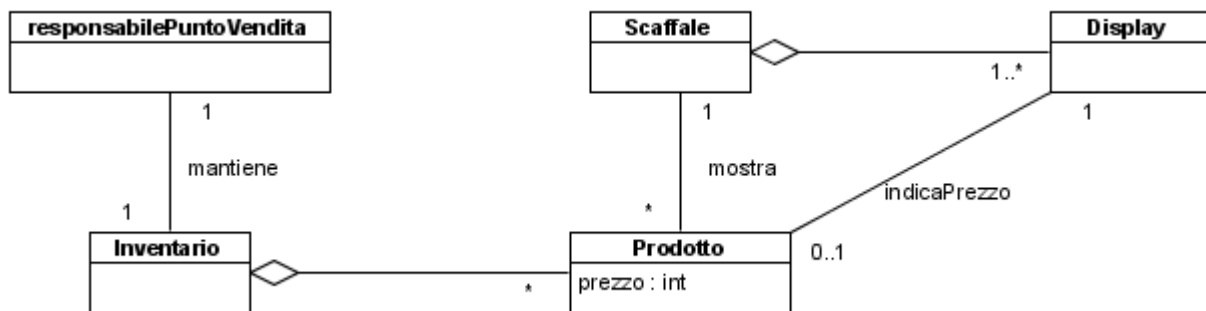 responsabilePuntoVendita
Scaffale
Display
1..*
1
1
1
mantiene
mostra
indicaPrezzo
1
*
Inventario
Prodotto
0..1
prezzo : int
*